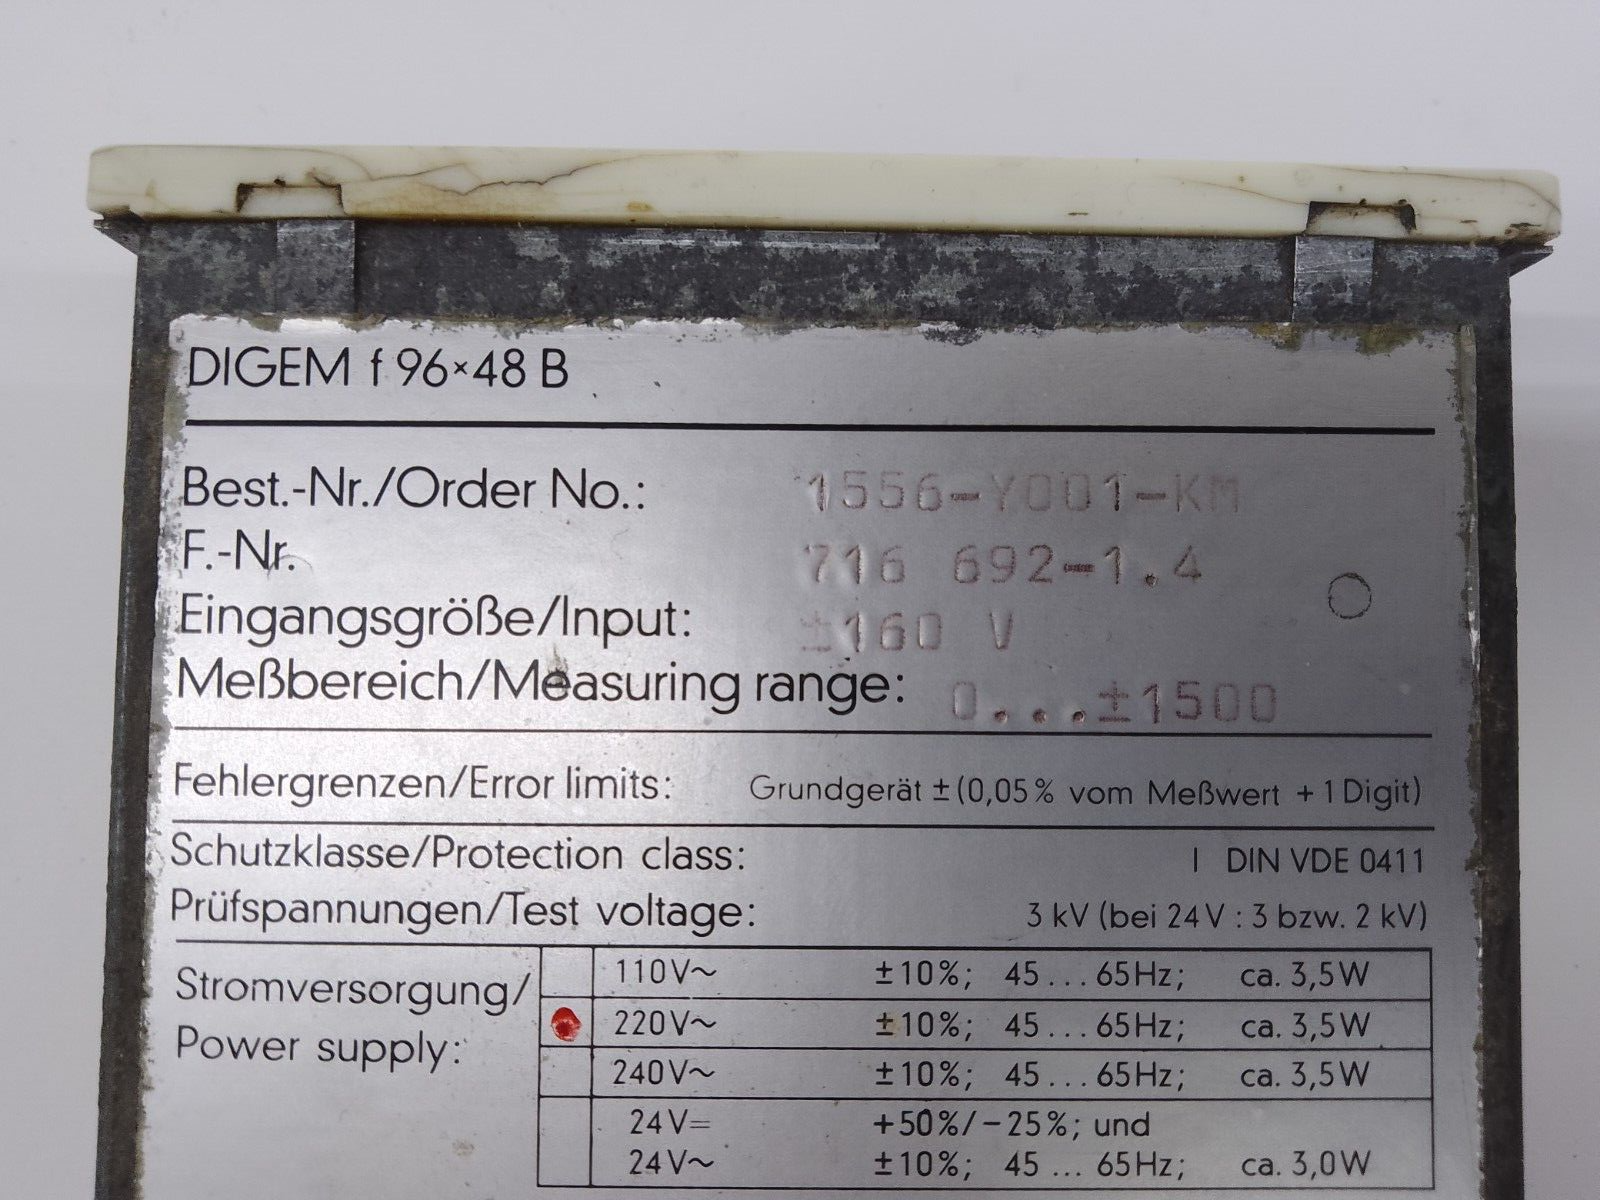 DIGEM f 96×48 B
Best.-Nr./Order No.: 1556-Y001-KM
F.-Nr. 716 692-1.4
Eingangsgröße/Input: ±160 V
Meßbereich/Measuring range: 0...±1500
Fehlergrenzen/Error limits: Grundgerät ±(0,05% vom Meßwert + 1 Digit)
Schutzklasse/Protection class: I DIN VDE 0411
Prüfspannungen/Test voltage: 3 kV (bei 24V : 3 bzw. 2 kV)
Stromversorgung/
Power supply:
110V~ ±10%; 45...65Hz; ca. 3,5W
220V~ ±10%; 45...65Hz; ca. 3,5W
240V~ ±10%; 45...65Hz; ca. 3,5W
24V= +50%/-25%; und
24V~ ±10%; 45...65Hz; ca. 3,0W